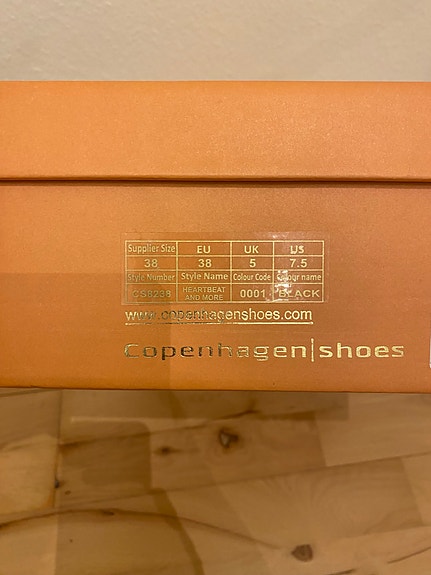 Supplier Size EU UK US
38 38 5 7.5
Style Number Style Name Colour Code Colour name
CS8238 HEARTBEAT AND MORE 0001 BLACK
www.copenhagenshoes.com
Copenhagen|shoes